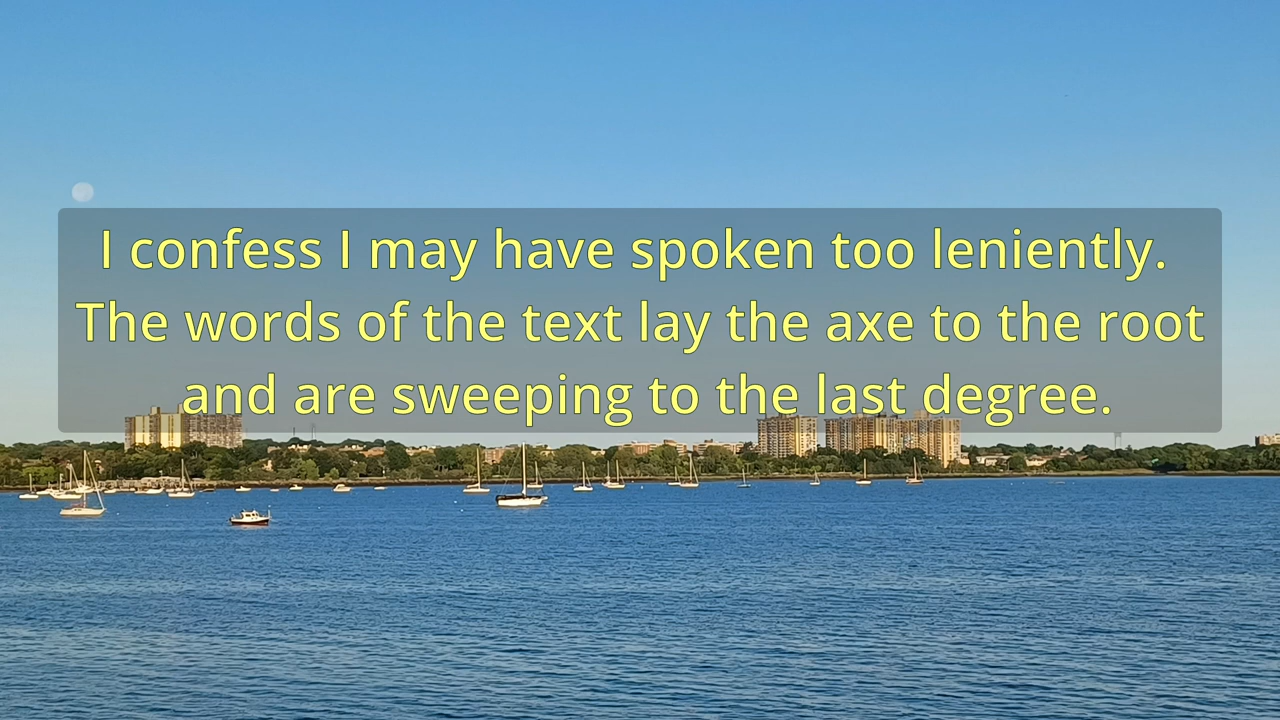 I confess I may have spoken too leniently.
The words of the text lay the axe to the root
and are sweeping to the last degree.